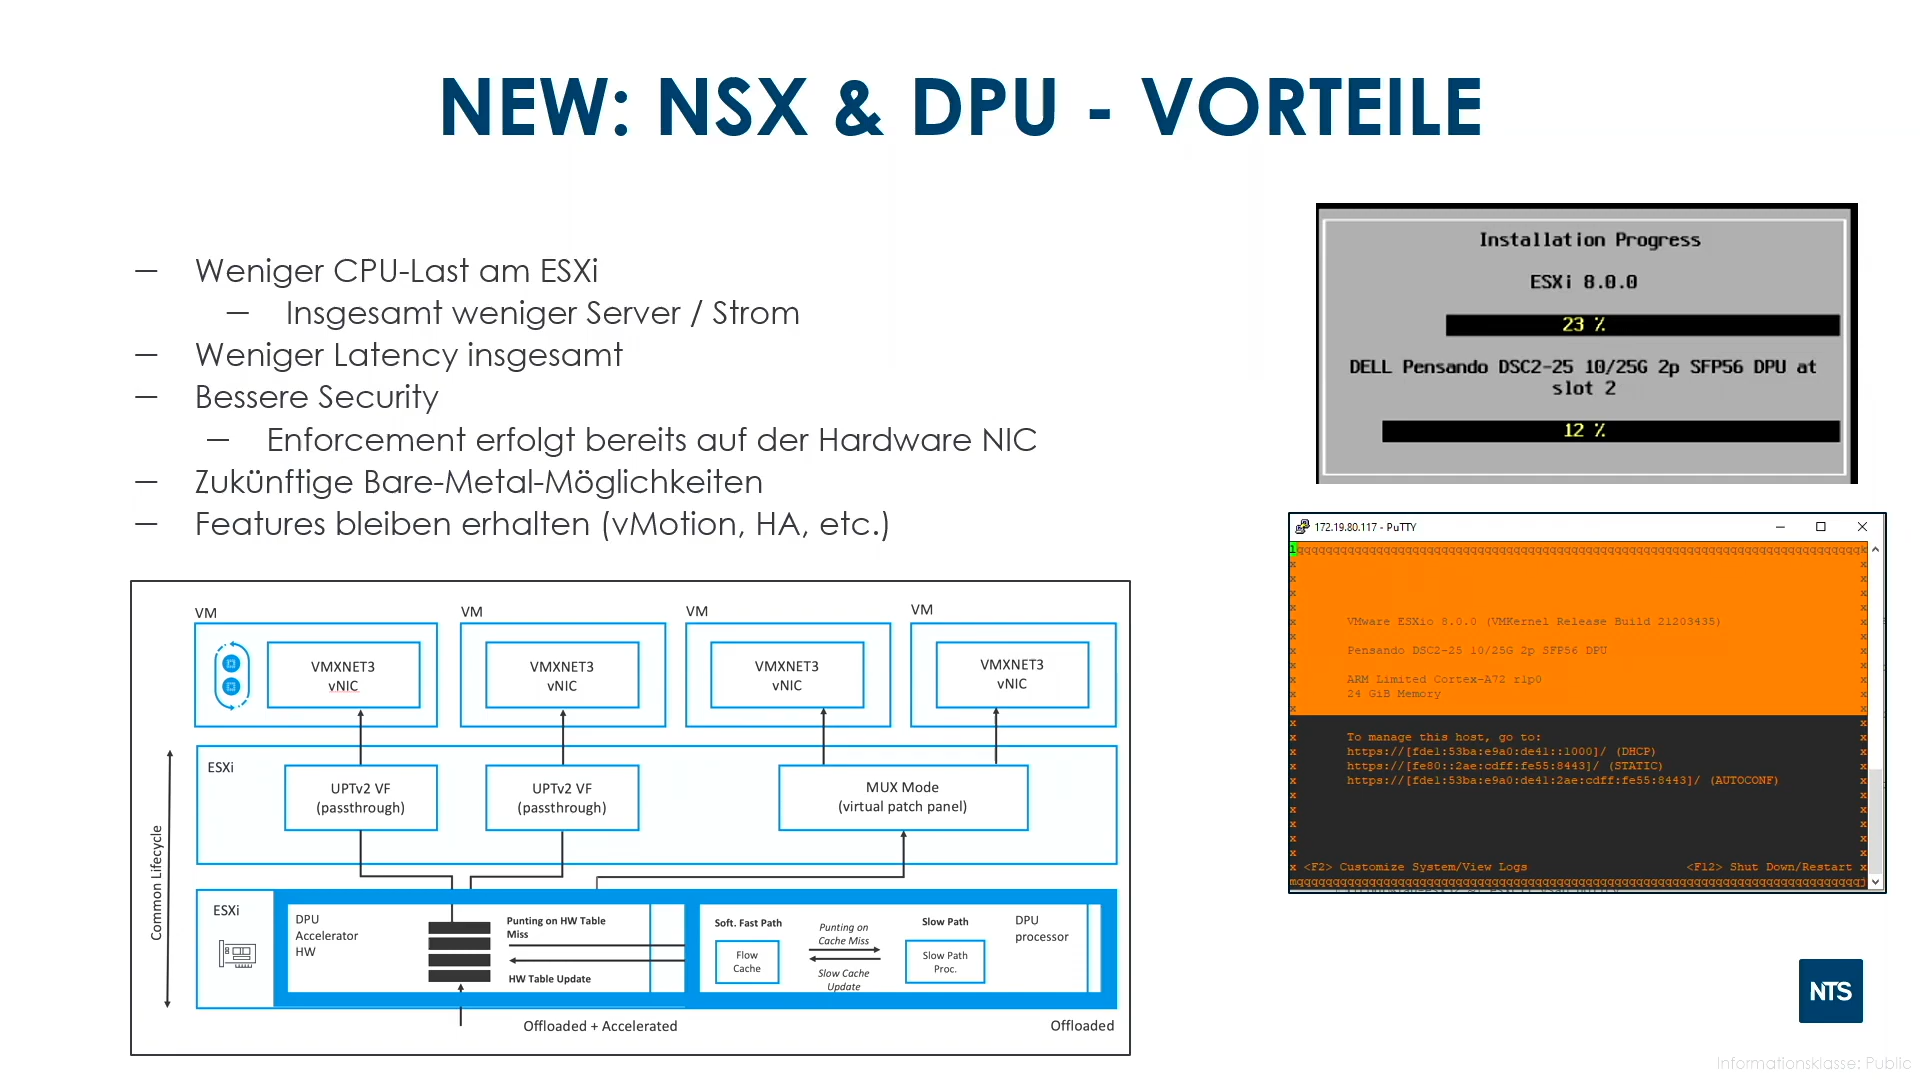 NEW: NSX & DPU - VORTEILE
— Weniger CPU-Last am ESXi
— Insgesamt weniger Server / Strom
— Weniger Latency insgesamt
— Bessere Security
— Enforcement erfolgt bereits auf der Hardware NIC
— Zukünftige Bare-Metal-Möglichkeiten
— Features bleiben erhalten (vMotion, HA, etc.)
Installation Progress
ESXi 8.0.0
23 %
DELL Pensando DSC2-25 10/25G 2p SFP56 DPU at
slot 2
12 %
172.19.80.117 - PuTTY
VMware ESXio 8.0.0 (VMKernel Release Build 21203435)
Pensando DSC2-25 10/25G 2p SFP56 DPU
ARM Limited Cortex-A72 r1p0
24 GiB Memory
To manage this host, go to:
https://[fde1:53ba:e9a0:de41::1000]/ (DHCP)
https://[fe80::2ae:cdff:fe55:8443]/ (STATIC)
https://[fde1:53ba:e9a0:de41:2ae:cdff:fe55:8443]/ (AUTOCONF)
<F2> Customize System/View Logs
<F12> Shut Down/Restart
VM
VM
VM
VM
VMXNET3
vNIC
VMXNET3
vNIC
VMXNET3
vNIC
VMXNET3
vNIC
ESXi
UPTv2 VF
(passthrough)
UPTv2 VF
(passthrough)
MUX Mode
(virtual patch panel)
Common Lifecycle
ESXi
DPU
Accelerator
HW
Punting on HW Table
Miss
HW Table Update
Soft. Fast Path
Flow
Cache
Punting on
Cache Miss
Slow Cache
Update
Slow Path
Slow Path
Proc.
DPU
processor
Offloaded + Accelerated
Offloaded
NTS
Informationsklasse: Public